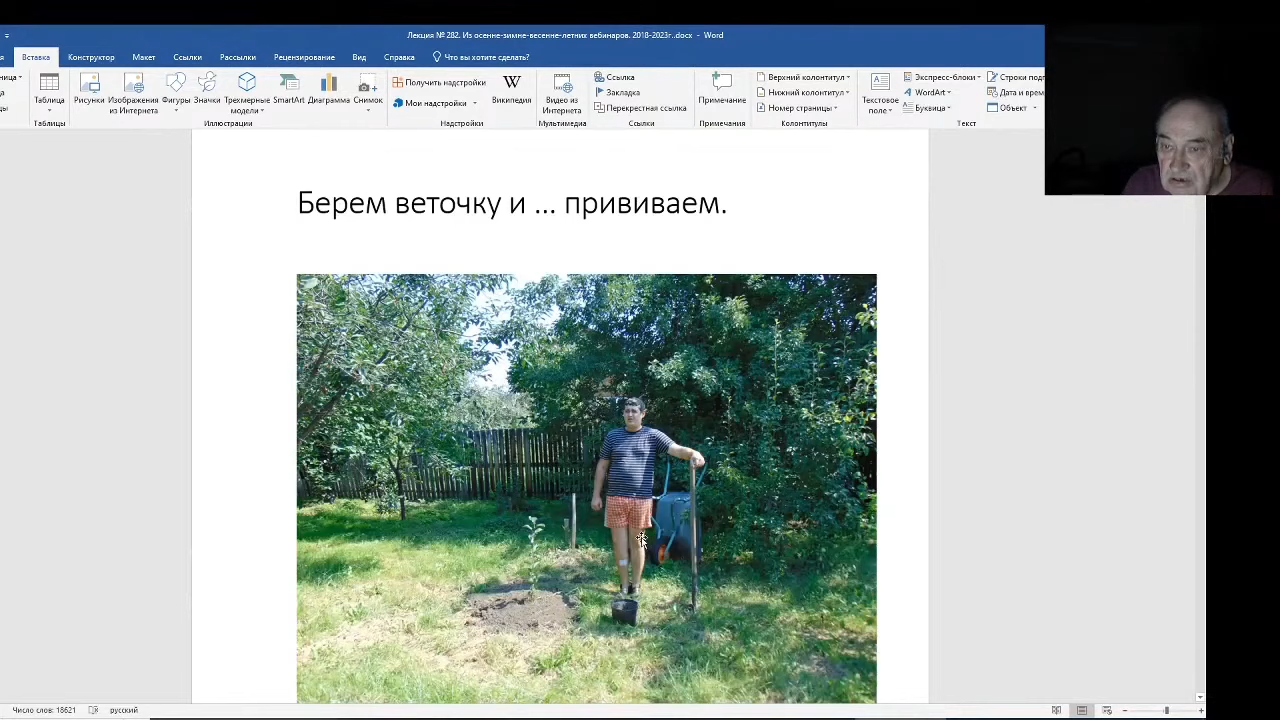 Лекция № 282. Из осенне-зимне-весенне-летних вебинаров. 2018-2023г..docx - Word
Вставка Конструктор Макет Ссылки Рассылки Рецензирование Вид Справка Что вы хотите сделать?
Таблица
Таблицы
Рисунки
Изображения из Интернета
Фигуры
Значки
Трехмерные модели
SmartArt
Диаграмма
Снимок
Иллюстрации
Получить надстройки
Мои надстройки
Википедия
Надстройки
Видео из Интернета
Мультимедиа
Ссылка
Закладка
Перекрестная ссылка
Ссылки
Примечание
Примечания
Верхний колонтитул
Нижний колонтитул
Номер страницы
Колонтитулы
Текстовое поле
Экспресс-блоки
WordArt
Буквица
Объект
Текст
Берем веточку и ... прививаем.
Число слов: 18621 русский